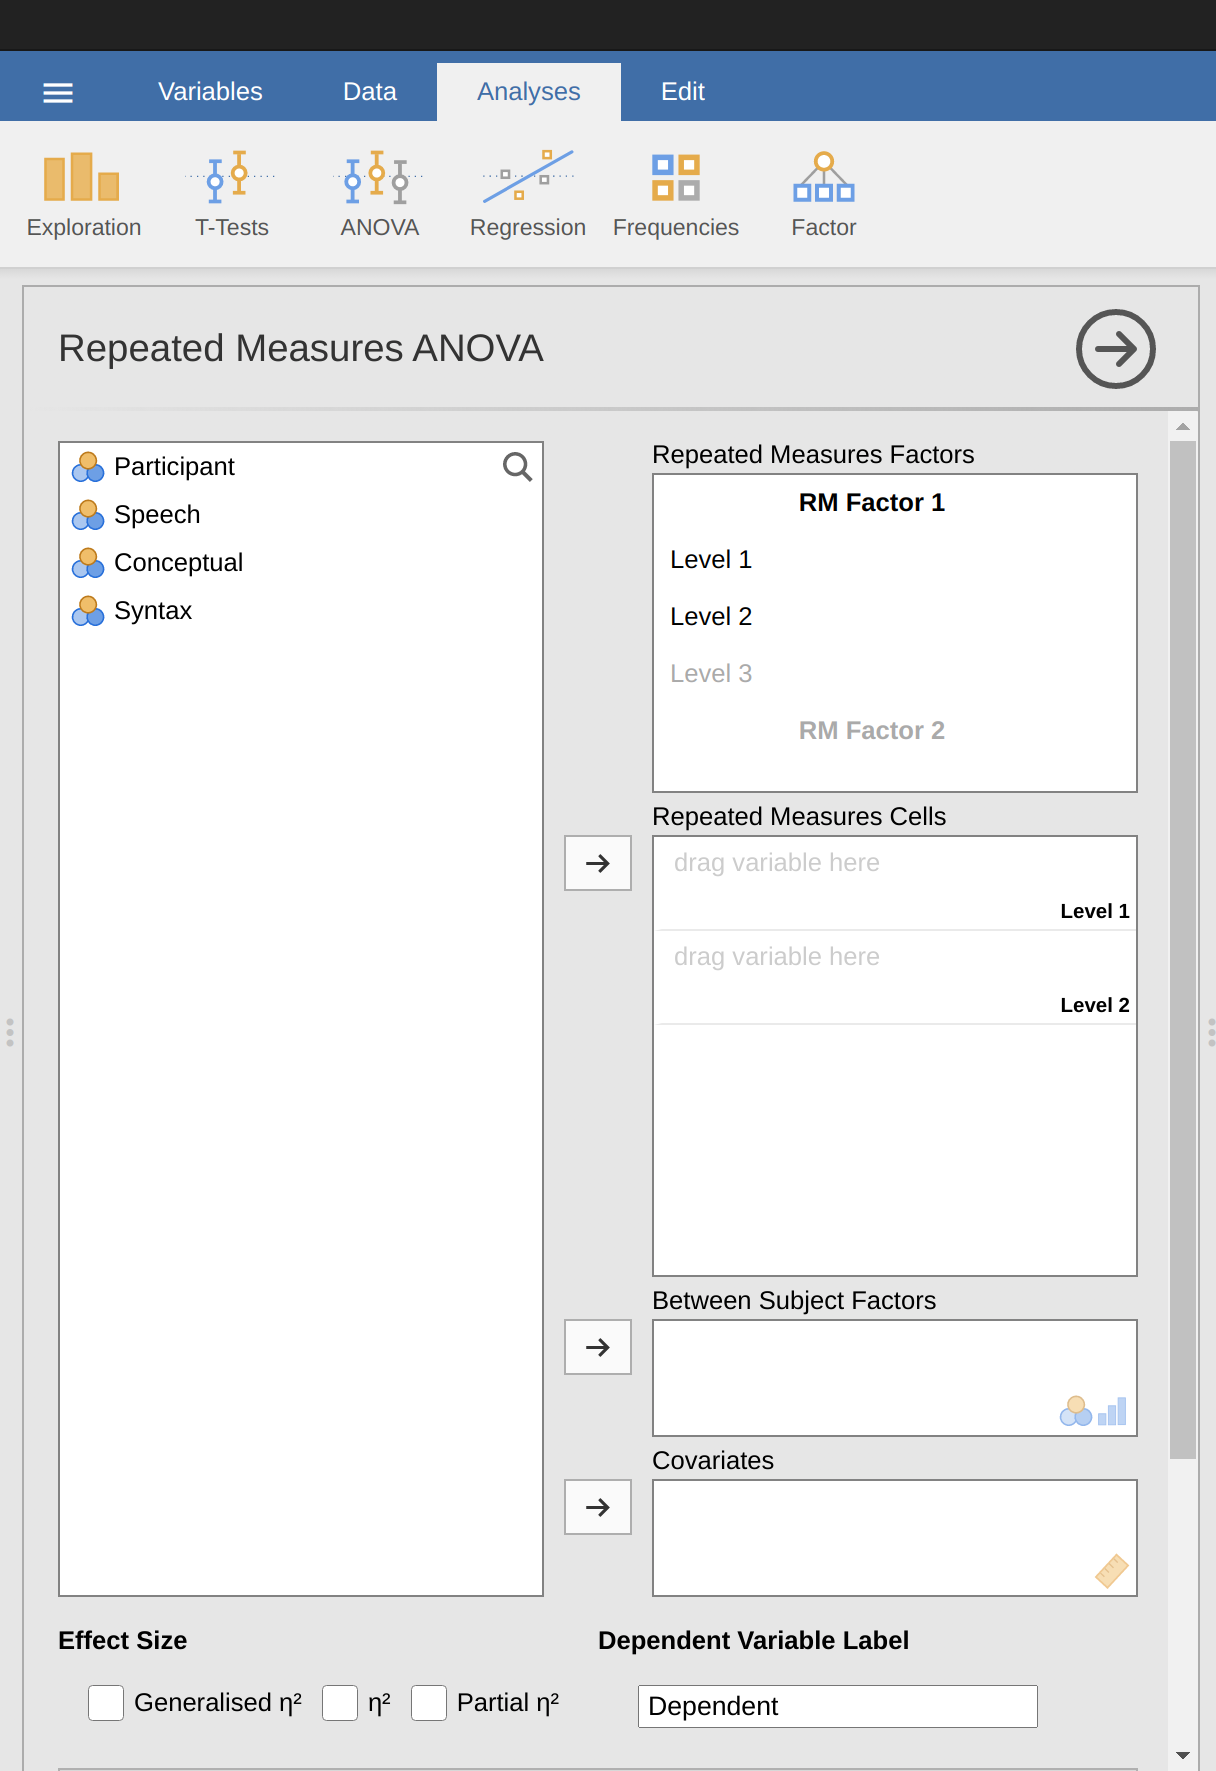 Variables Data Analyses Edit
Exploration T-Tests ANOVA Regression Frequencies Factor
Repeated Measures ANOVA
Participant
Speech
Conceptual
Syntax
Repeated Measures Factors
RM Factor 1
Level 1
Level 2
Level 3
RM Factor 2
Repeated Measures Cells
drag variable here
Level 1
drag variable here
Level 2
Between Subject Factors
Covariates
Effect Size
Generalised η² η² Partial η²
Dependent Variable Label
Dependent